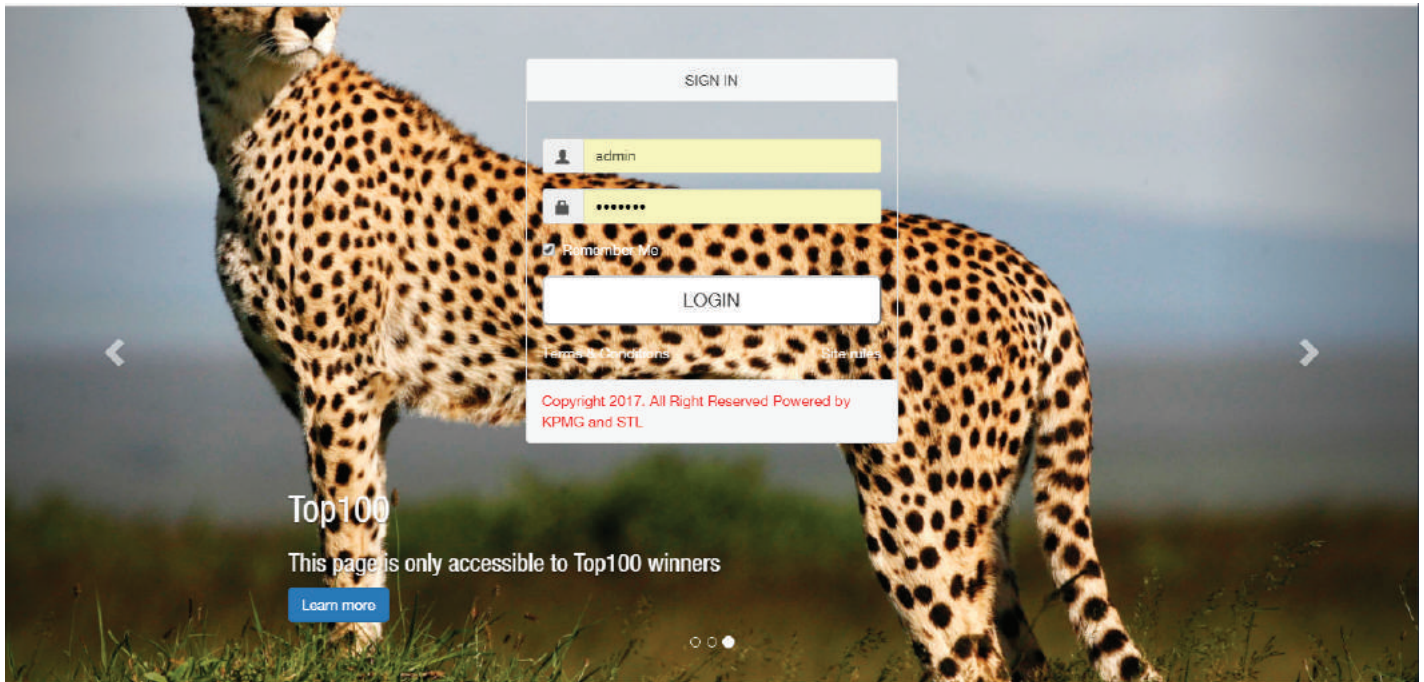 SIGN IN
admin
•••••••
Remember Me
LOGIN
Terms & Conditions Site rules
Copyright 2017. All Right Reserved Powered by
KPMG and STL
Top100
This page is only accessible to Top100 winners
Learn more